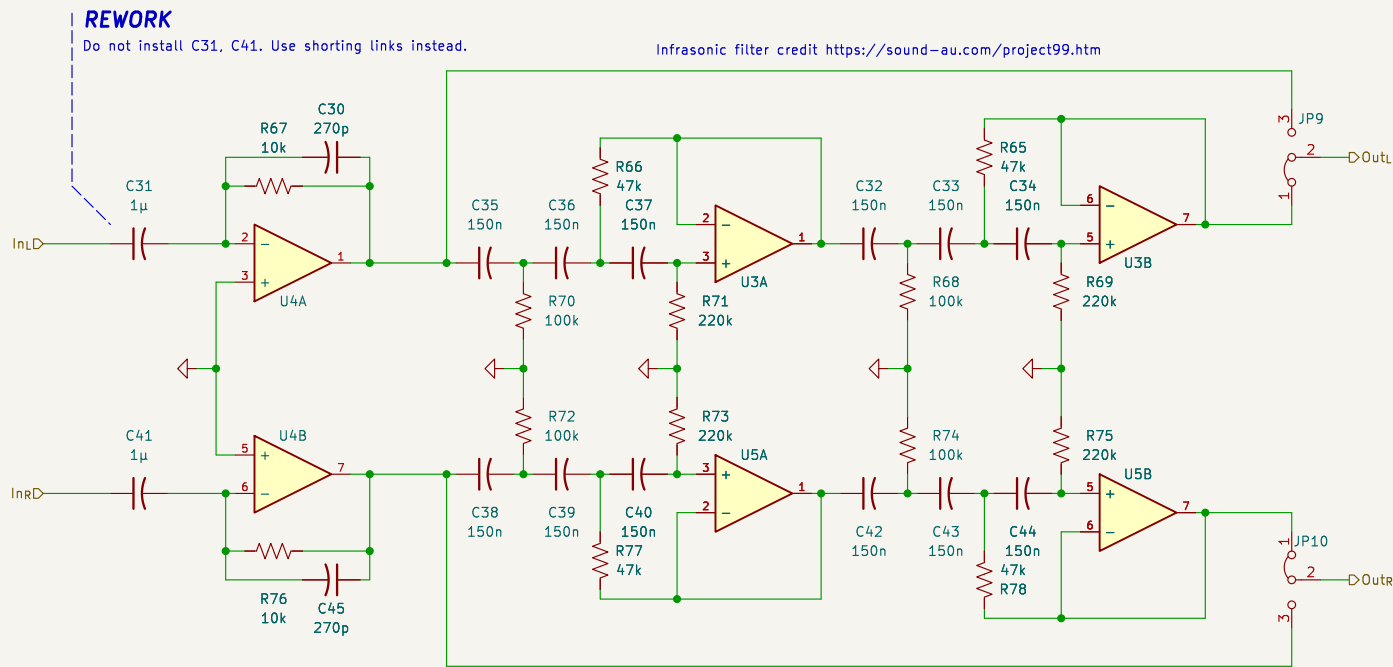 REWORK
Do not install C31, C41. Use shorting links instead.
Infrasonic filter credit https://sound-au.com/project99.htm
C30
270p
R67
10k
C31
1µ
InL
2
3
1
U4A
C35
150n
C36
150n
R66
47k
C37
150n
R70
100k
R71
220k
2
3
1
U3A
C32
150n
C33
150n
R65
47k
C34
150n
R68
100k
R69
220k
6
5
7
U3B
3
JP9
2
1
OutL
C41
1µ
InR
5
6
7
U4B
R76
10k
C45
270p
R72
100k
R73
220k
C38
150n
C39
150n
C40
150n
R77
47k
3
2
1
U5A
R74
100k
R75
220k
C42
150n
C43
150n
C44
150n
47k
R78
5
6
7
U5B
1
JP10
2
3
OutR